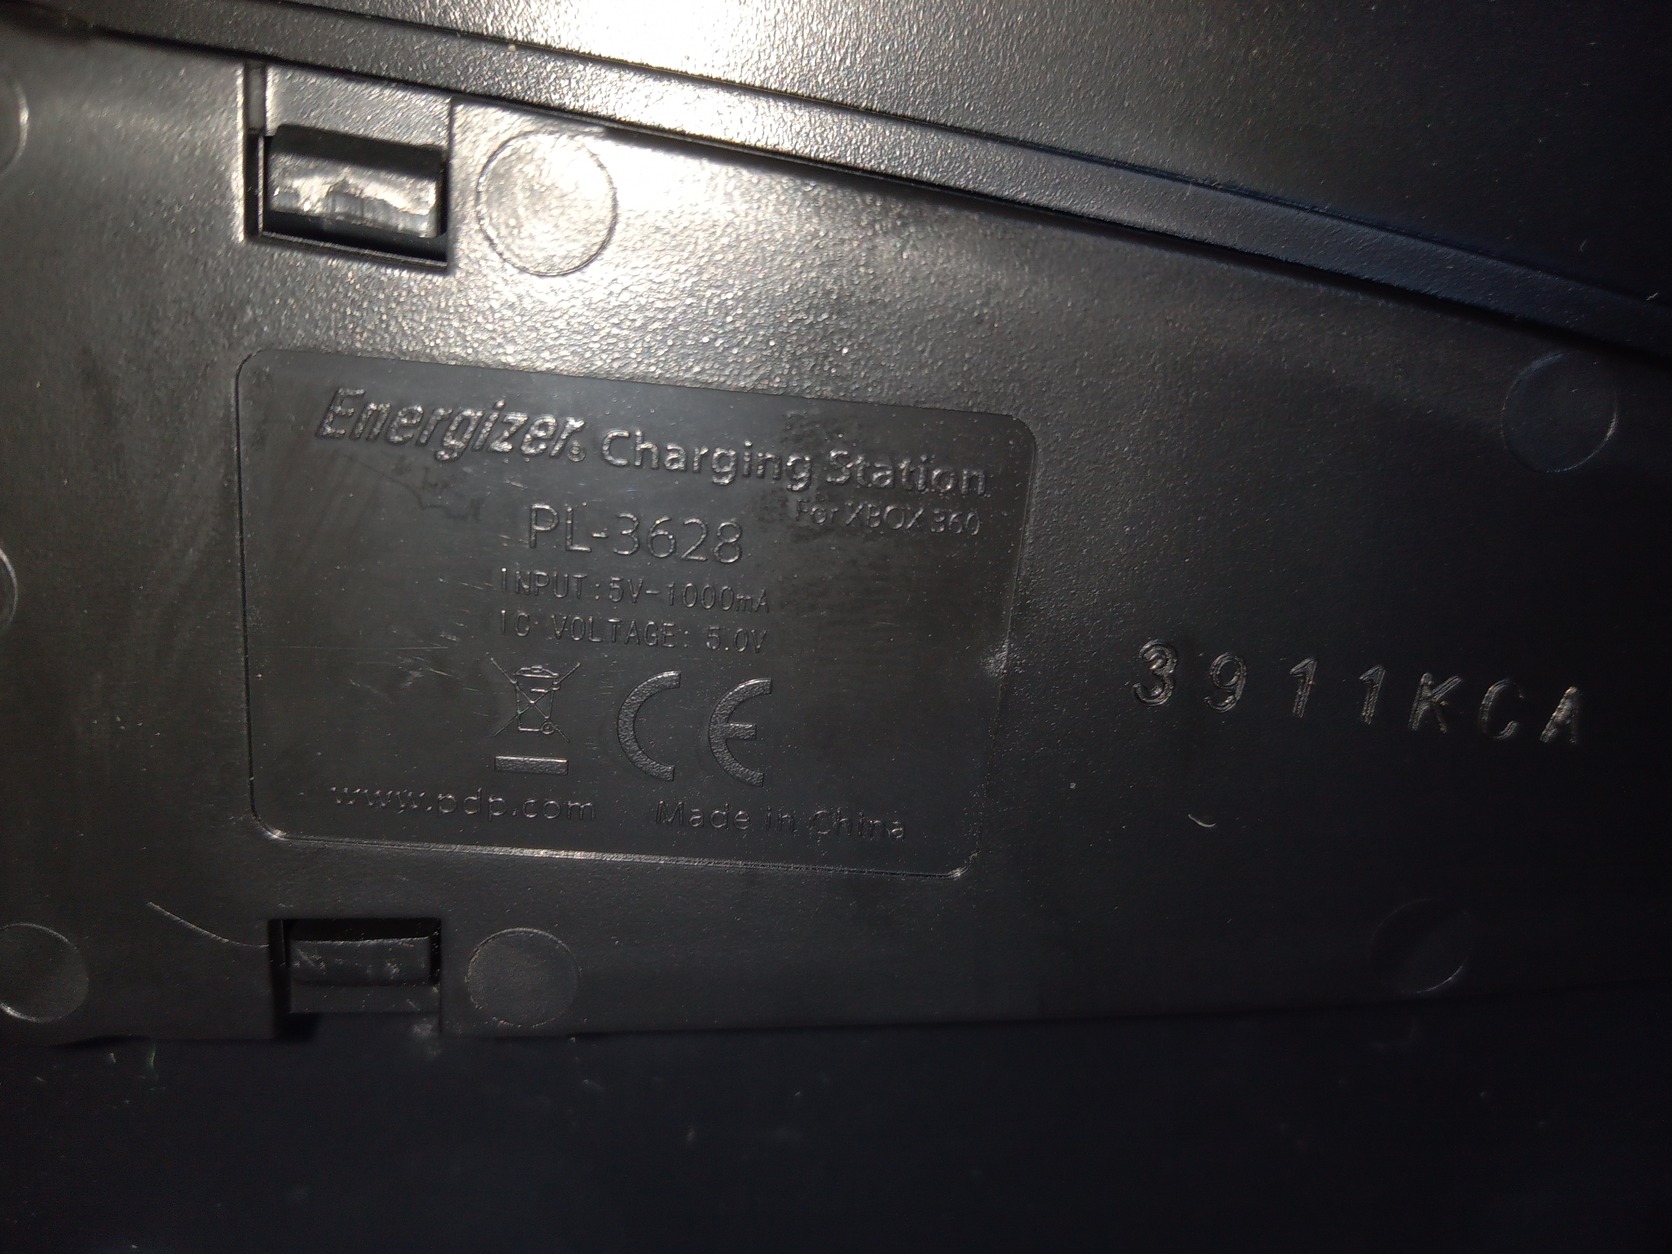 Energizer® Charging Station
For XBOX 360
PL-3628
INPUT:5V-1000mA
IC VOLTAGE: 5.0V
CE
www.pdp.com Made in China
3911KCA